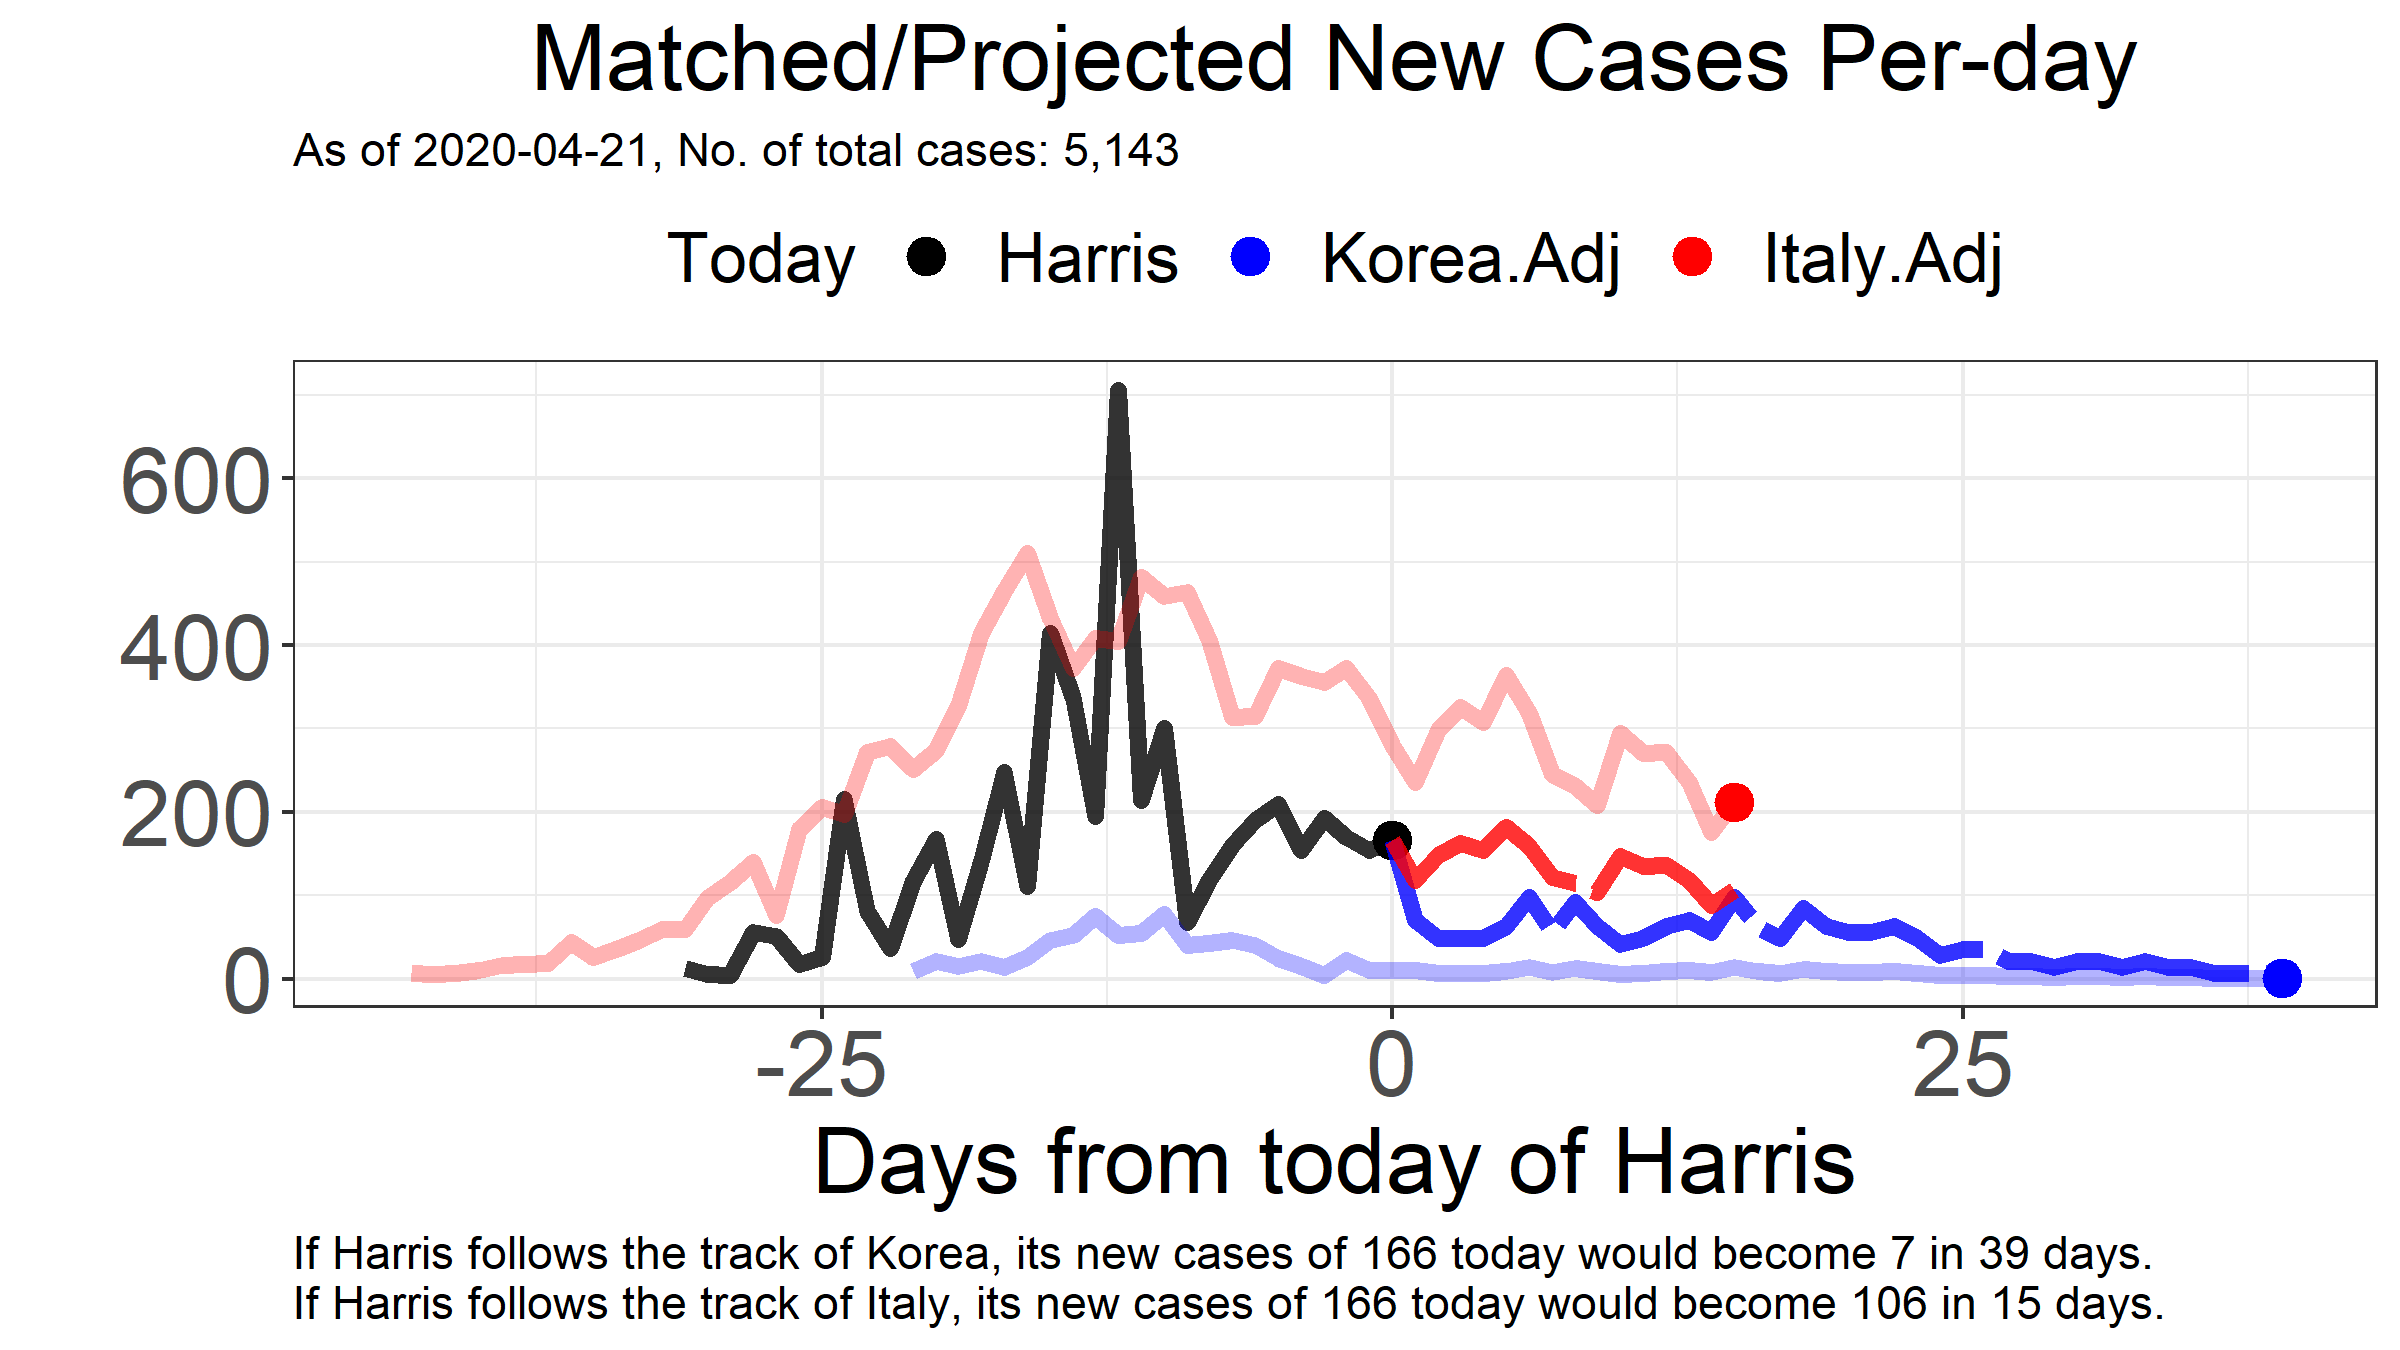 Matched/Projected New Cases Per-day
As of 2020-04-21, No. of total cases: 5,143
Today Harris Korea.Adj Italy.Adj
600
400
200
0
-25 0 25
Days from today of Harris
If Harris follows the track of Korea, its new cases of 166 today would become 7 in 39 days.
If Harris follows the track of Italy, its new cases of 166 today would become 106 in 15 days.